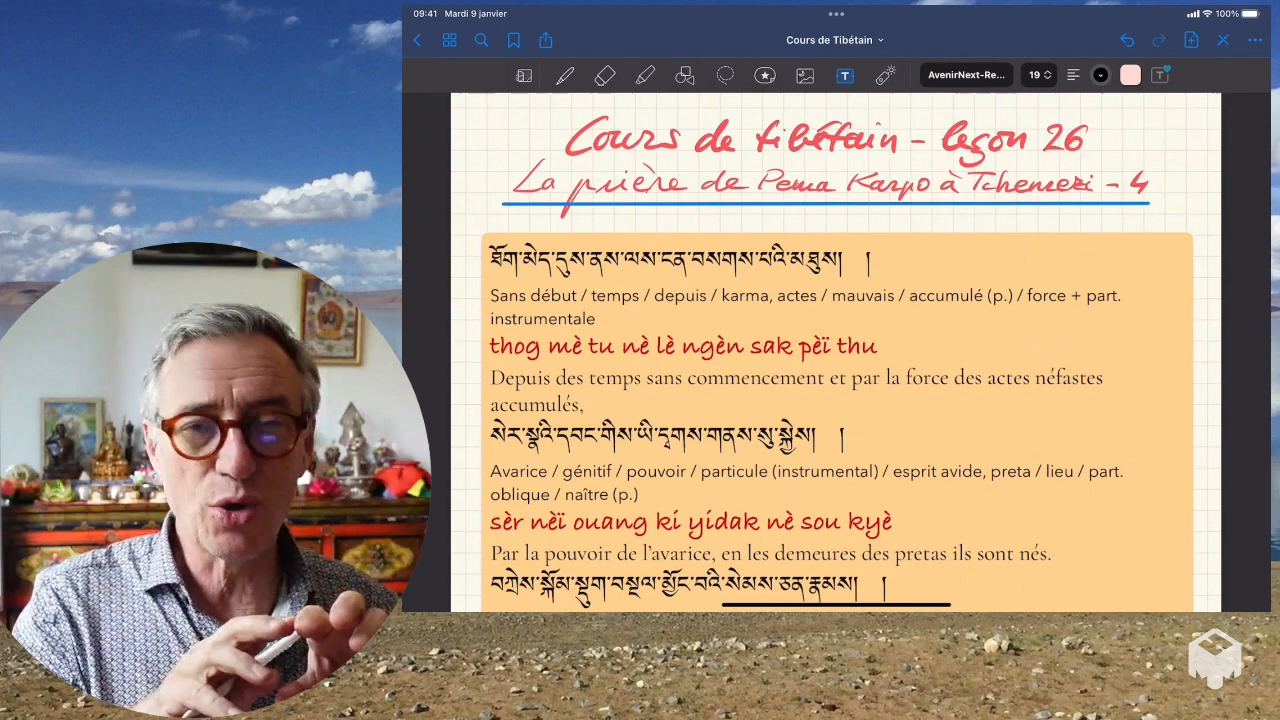 09:41 Mardi 9 janvier
100%
Cours de Tibétain
AvenirNext-Re...
19
Cours de tibétain - leçon 26
La prière de Pema Karpo à Tchenrezi - 4
ཐོག་མེད་དུས་ནས་ལས་ངན་བསགས་པའི་མཐུས། །
Sans début / temps / depuis / karma, actes / mauvais / accumulé (p.) / force + part.
instrumentale
thog mè tu nè lè ngèn sak pèï thu
Depuis des temps sans commencement et par la force des actes néfastes
accumulés,
སེར་སྣའི་དབང་གིས་ཡི་དྭགས་གནས་སུ་སྐྱེས། །
Avarice / génitif / pouvoir / particule (instrumental) / esprit avide, preta / lieu / part.
oblique / naître (p.)
sèr nèï ouang ki yidak nè sou kyè
Par la pouvoir de l’avarice, en les demeures des pretas ils sont nés.
བཀྲེས་སྐོམ་སྡུག་བསྔལ་མྱོང་བའི་སེམས་ཅན་རྣམས། །